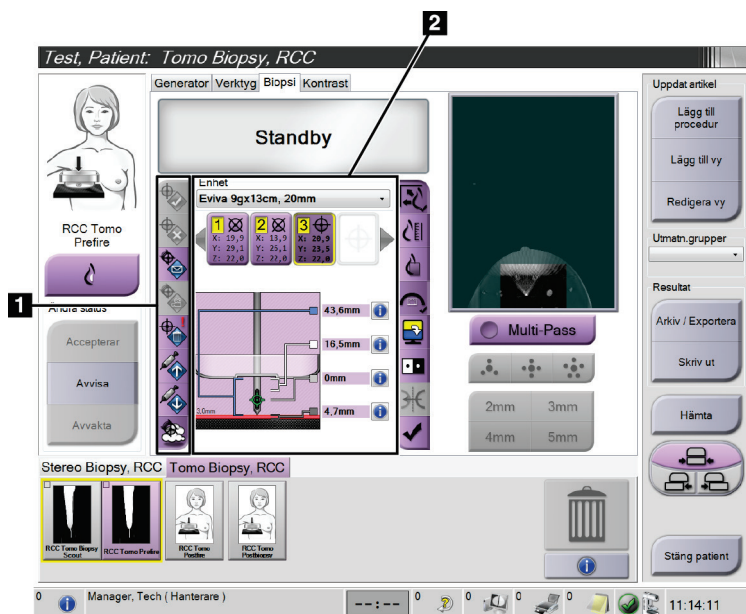 2
Test, Patient: Tomo Biopsy, RCC
Generator Verktyg Biopsi Kontrast
Standby
Enhet
Eviva 9gx13cm, 20mm
1 2 3
X: 19,9 X: 13,9 X: 20,9
Y: 29,1 Y: 25,1 Y: 23,5
Z: 22,0 Z: 22,0 Z: 22,0
RCC Tomo
Prefire
1
Ändra status
Accepterar
Avvisa
Avvakta
43,6mm
16,5mm
0mm
4,7mm
3,0mm
Multi-Pass
2mm 3mm
4mm 5mm
Uppdat artikel
Lägg till
procedur
Lägg till vy
Redigera vy
Utmatn.grupper
Resultat
Arkiv / Exportera
Skriv ut
Hämta
Stäng patient
Stereo Biopsy, RCC Tomo Biopsy, RCC
RCC Tomo Biopsy
Scout
RCC Tomo Prefire
RCC Tomo
Postfire
RCC Tomo
Postbiopsy
0 Manager, Tech ( Hanterare ) --:-- 0 0 0 0 11:14:11